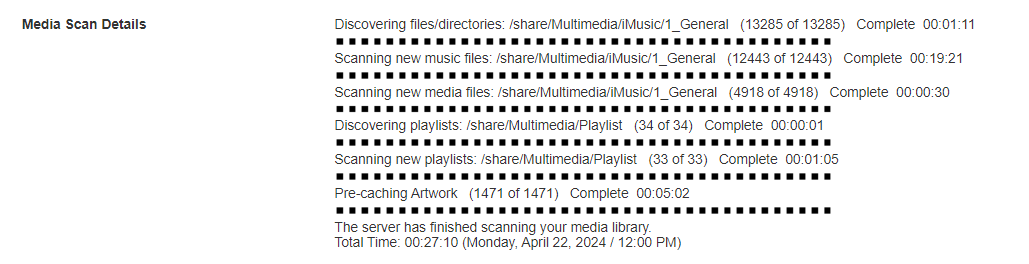 Media Scan Details
Discovering files/directories: /share/Multimedia/iMusic/1_General (13285 of 13285) Complete 00:01:11
Scanning new music files: /share/Multimedia/iMusic/1_General (12443 of 12443) Complete 00:19:21
Scanning new media files: /share/Multimedia/iMusic/1_General (4918 of 4918) Complete 00:00:30
Discovering playlists: /share/Multimedia/Playlist (34 of 34) Complete 00:00:01
Scanning new playlists: /share/Multimedia/Playlist (33 of 33) Complete 00:01:05
Pre-caching Artwork (1471 of 1471) Complete 00:05:02
The server has finished scanning your media library.
Total Time: 00:27:10 (Monday, April 22, 2024 / 12:00 PM)